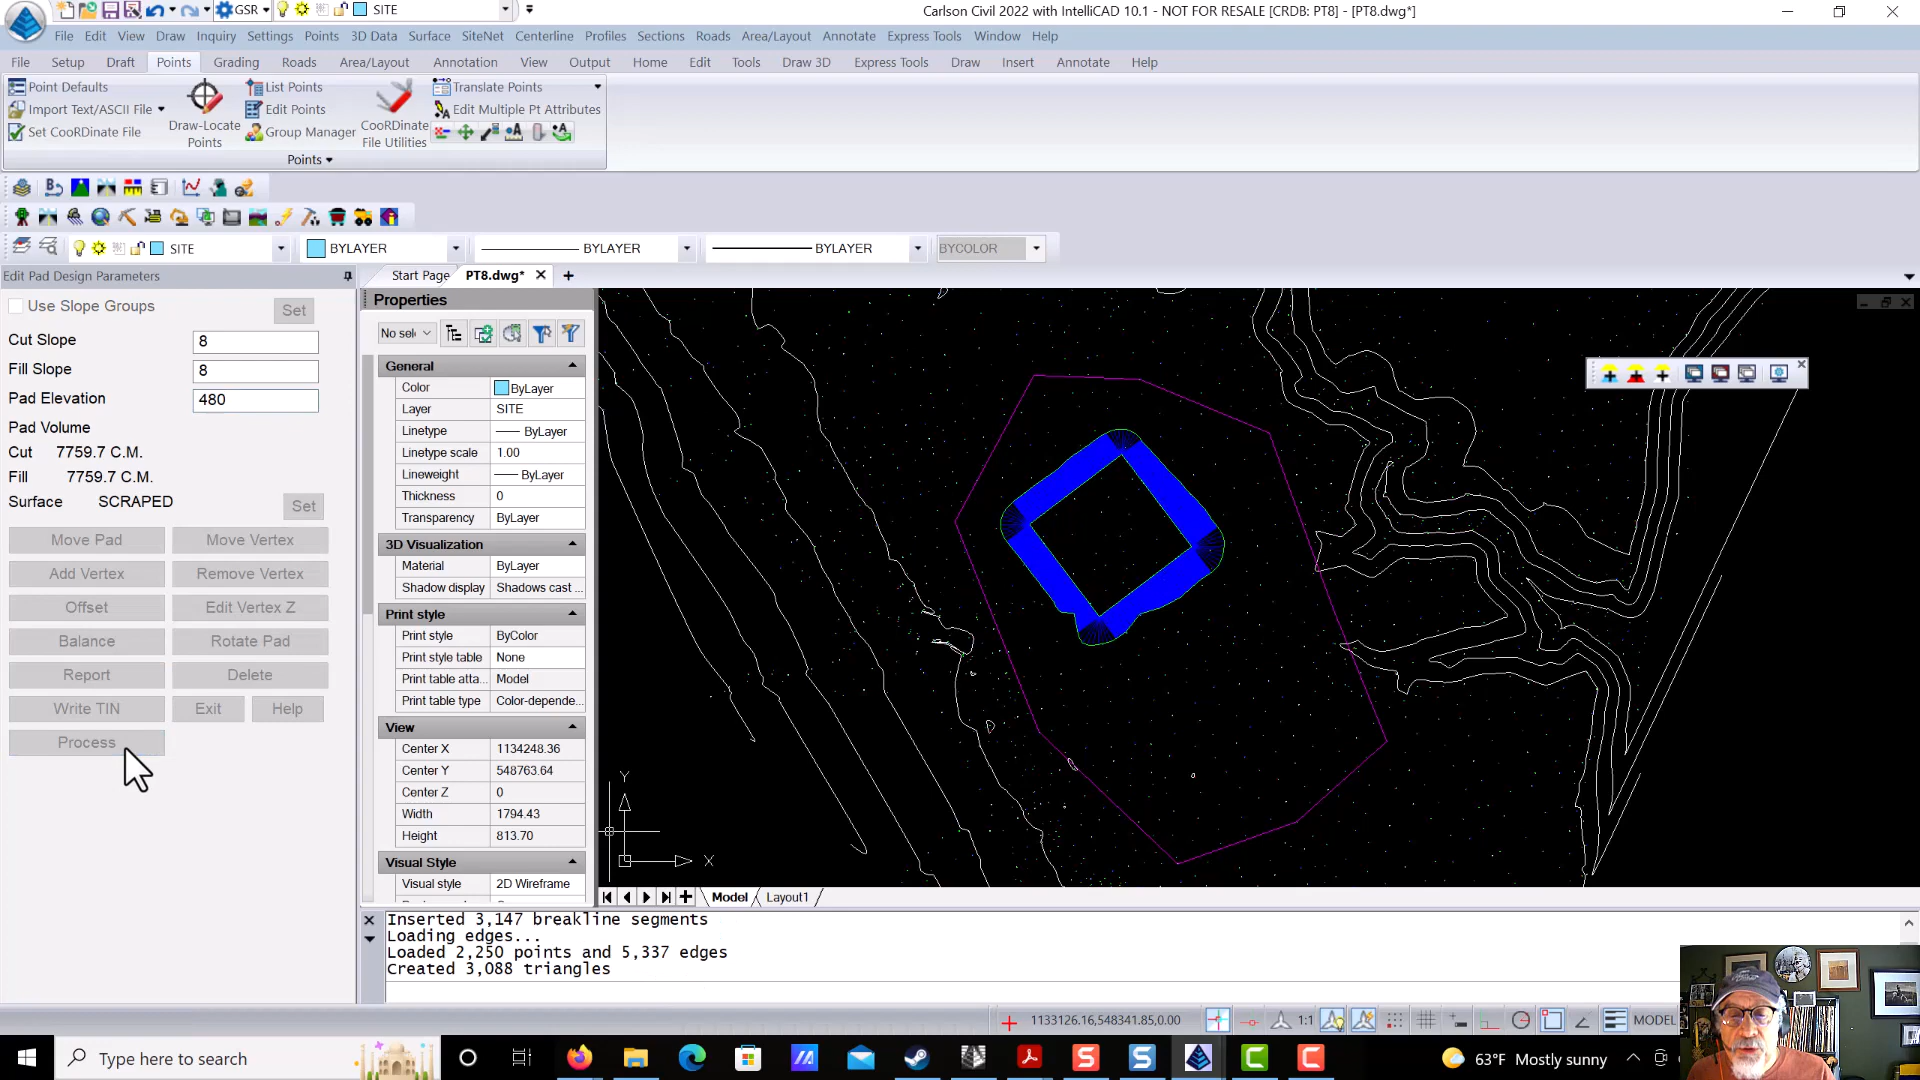 GSR
SITE
Carlson Civil 2022 with IntelliCAD 10.1 - NOT FOR RESALE [CRDB: PT8] - [PT8.dwg*]
File Edit View Draw Inquiry Settings Points 3D Data Surface SiteNet Centerline Profiles Sections Roads Area/Layout Annotate Express Tools Window Help
File Setup Draft Points Grading Roads Area/Layout Annotation View Output Home Edit Tools Draw 3D Express Tools Draw Insert Annotate Help
Point Defaults
Import Text/ASCII File
Set CooRDinate File
Draw-Locate
Points
List Points
Edit Points
Group Manager
CooRDinate
File Utilities
Translate Points
Edit Multiple Pt Attributes
Points
SITE
BYLAYER
BYLAYER
BYLAYER
BYCOLOR
Edit Pad Design Parameters
Start Page
PT8.dwg*
Use Slope Groups
Set
Cut Slope 8
Fill Slope 8
Pad Elevation 480
Pad Volume
Cut 7759.7 C.M.
Fill 7759.7 C.M.
Surface SCRAPED Set
Move Pad Move Vertex
Add Vertex Remove Vertex
Offset Edit Vertex Z
Balance Rotate Pad
Report Delete
Write TIN Exit Help
Process
Properties
No sel
General
Color ByLayer
Layer SITE
Linetype ByLayer
Linetype scale 1.00
Lineweight ByLayer
Thickness 0
Transparency ByLayer
3D Visualization
Material ByLayer
Shadow display Shadows cast ...
Print style
Print style ByColor
Print style table None
Print table atta... Model
Print table type Color-depende...
View
Center X 1134248.36
Center Y 548763.64
Center Z 0
Width 1794.43
Height 813.70
Visual Style
Visual style 2D Wireframe
Y
X
Model Layout1
Inserted 3,147 breakline segments
Loading edges...
Loaded 2,250 points and 5,337 edges
Created 3,088 triangles
1133126.16,548341.85,0.00
1:1
MODEL
Type here to search
63°F Mostly sunny